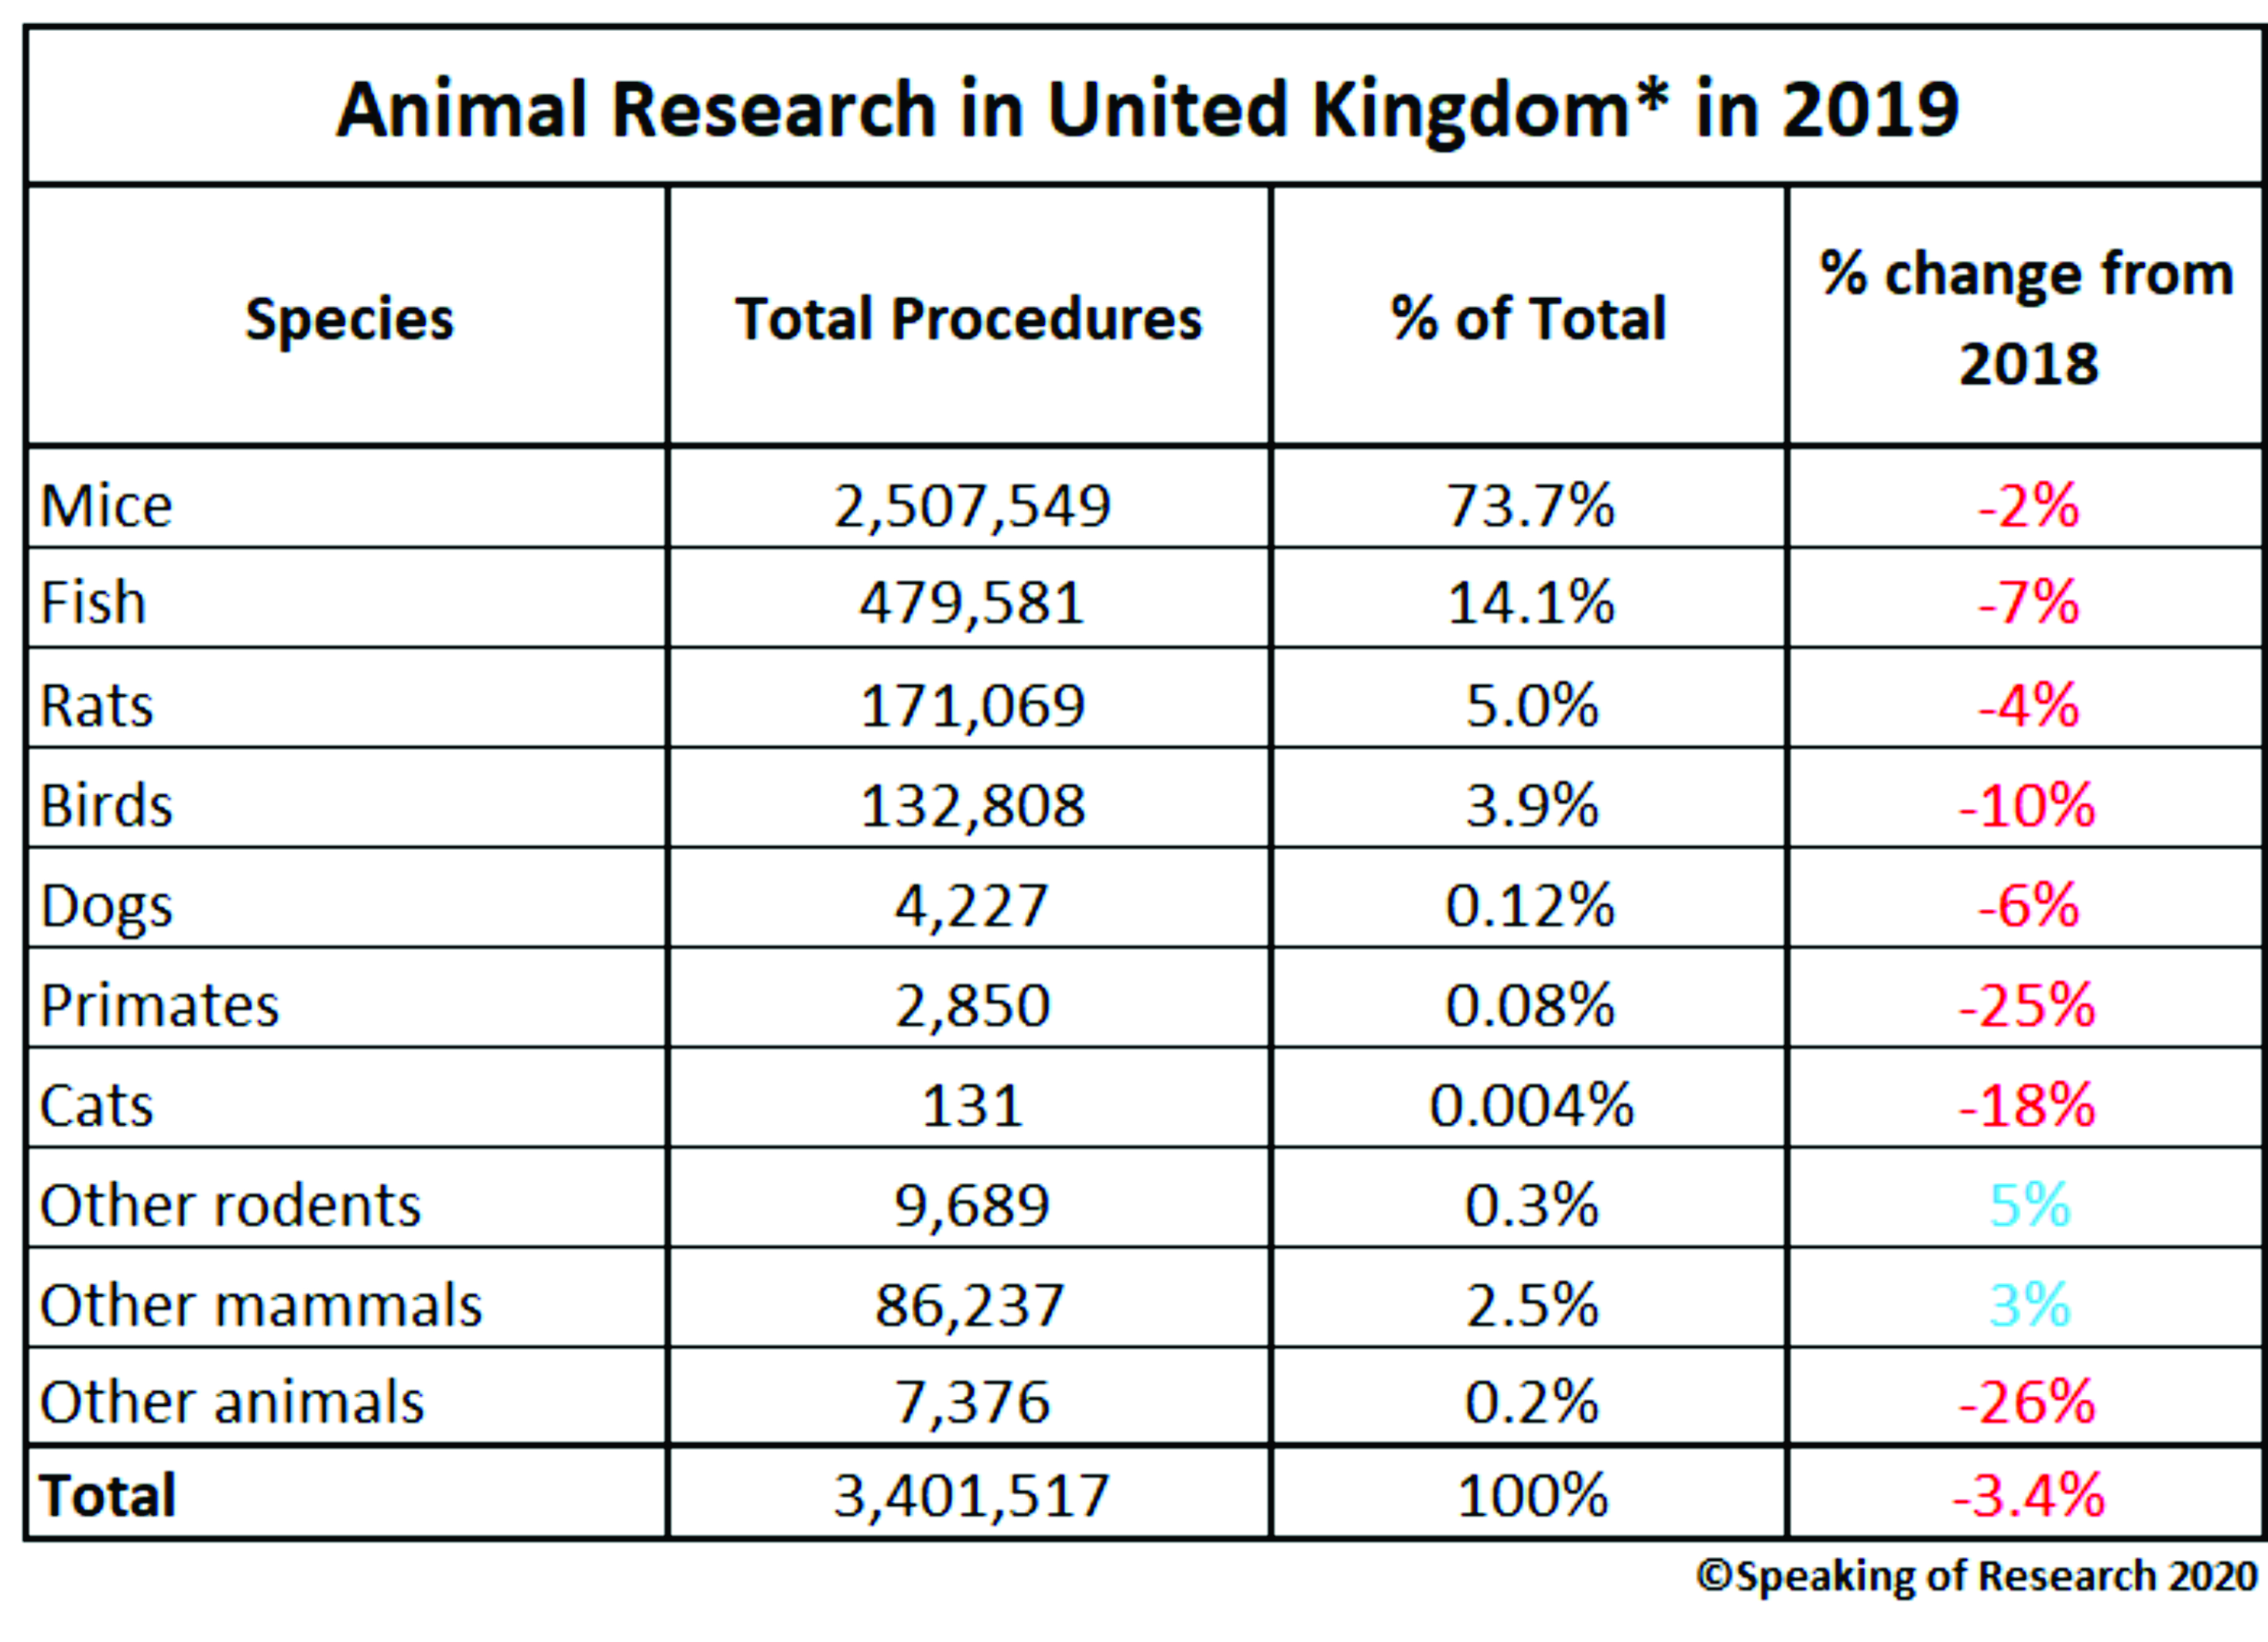 Animal Research in United Kingdom* in 2019
Species Total Procedures % of Total % change from
2018
Mice 2,507,549 73.7% -2%
Fish 479,581 14.1% -7%
Rats 171,069 5.0% -4%
Birds 132,808 3.9% -10%
Dogs 4,227 0.12% -6%
Primates 2,850 0.08% -25%
Cats 131 0.004% -18%
Other rodents 9,689 0.3% 5%
Other mammals 86,237 2.5% 3%
Other animals 7,376 0.2% -26%
Total 3,401,517 100% -3.4%
©Speaking of Research 2020